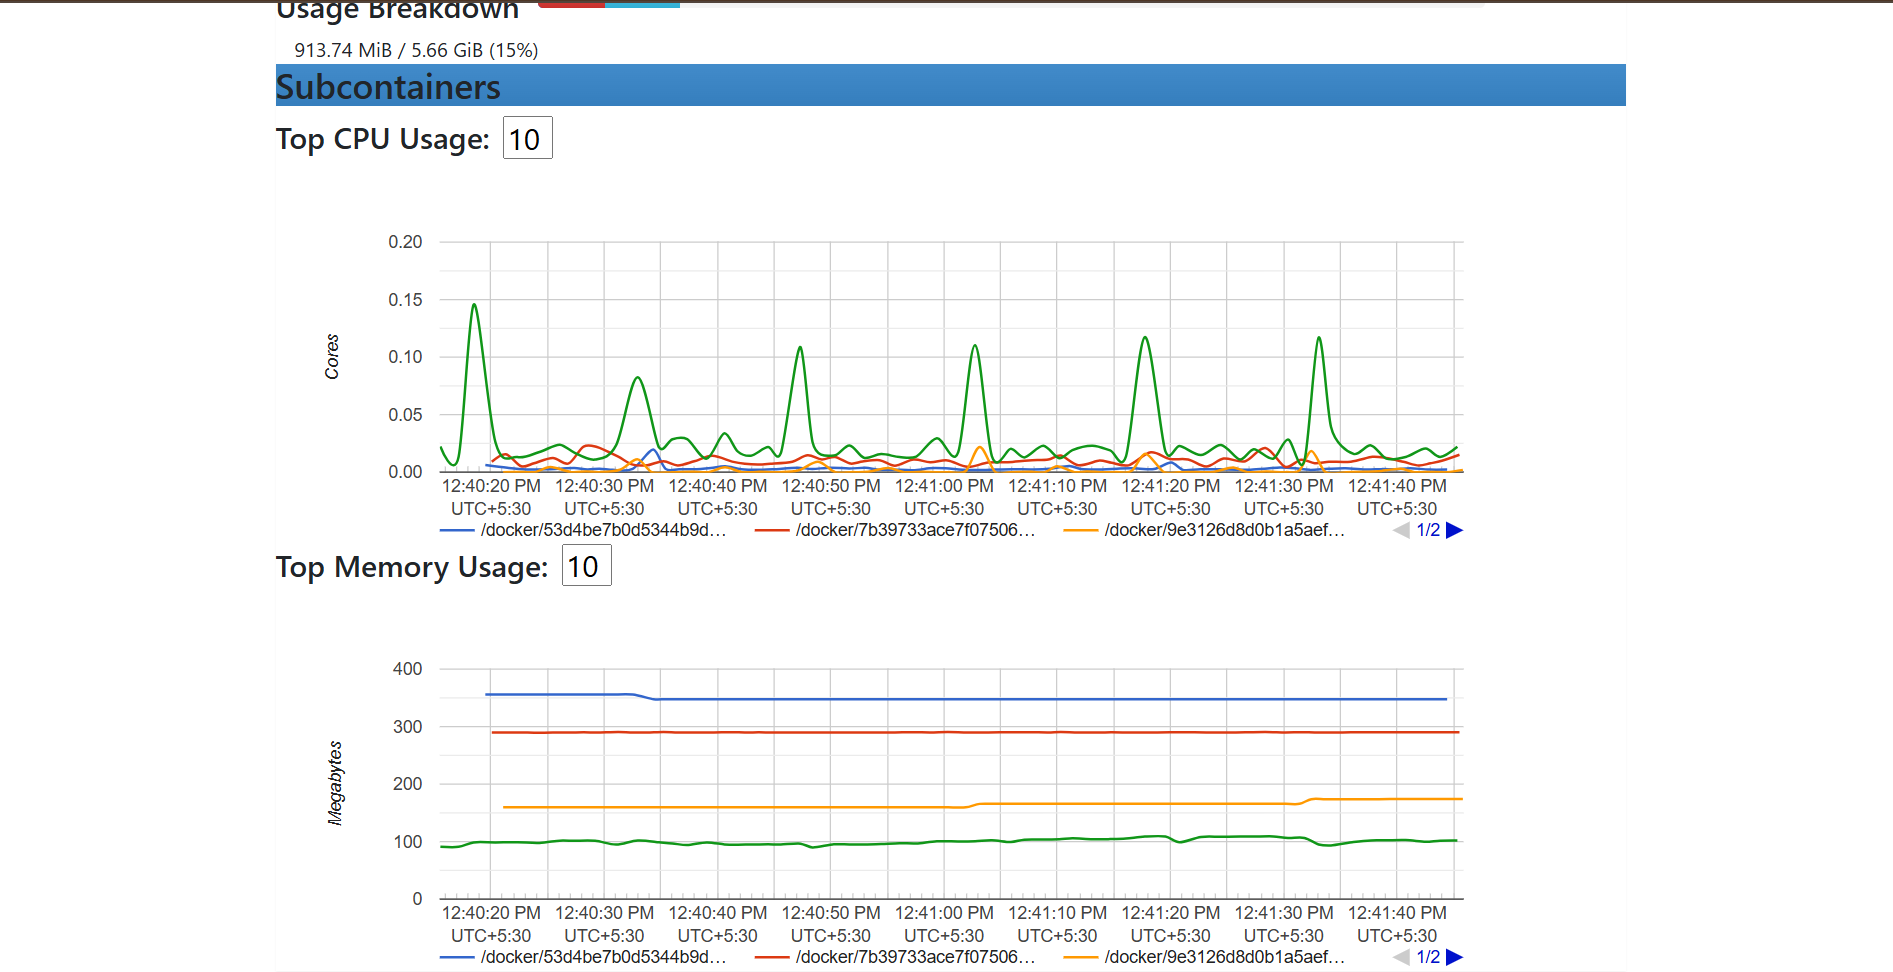 Usage Breakdown
913.74 MiB / 5.66 GiB (15%)
Subcontainers
Top CPU Usage: 10
0.20
0.15
0.10
0.05
0.00
Cores
12:40:20 PM 12:40:30 PM 12:40:40 PM 12:40:50 PM 12:41:00 PM 12:41:10 PM 12:41:20 PM 12:41:30 PM 12:41:40 PM
UTC+5:30 UTC+5:30 UTC+5:30 UTC+5:30 UTC+5:30 UTC+5:30 UTC+5:30 UTC+5:30 UTC+5:30
/docker/53d4be7b0d5344b9d… /docker/7b39733ace7f07506… /docker/9e3126d8d0b1a5aef… 1/2
Top Memory Usage: 10
400
300
200
100
0
Megabytes
12:40:20 PM 12:40:30 PM 12:40:40 PM 12:40:50 PM 12:41:00 PM 12:41:10 PM 12:41:20 PM 12:41:30 PM 12:41:40 PM
UTC+5:30 UTC+5:30 UTC+5:30 UTC+5:30 UTC+5:30 UTC+5:30 UTC+5:30 UTC+5:30 UTC+5:30
/docker/53d4be7b0d5344b9d… /docker/7b39733ace7f07506… /docker/9e3126d8d0b1a5aef… 1/2